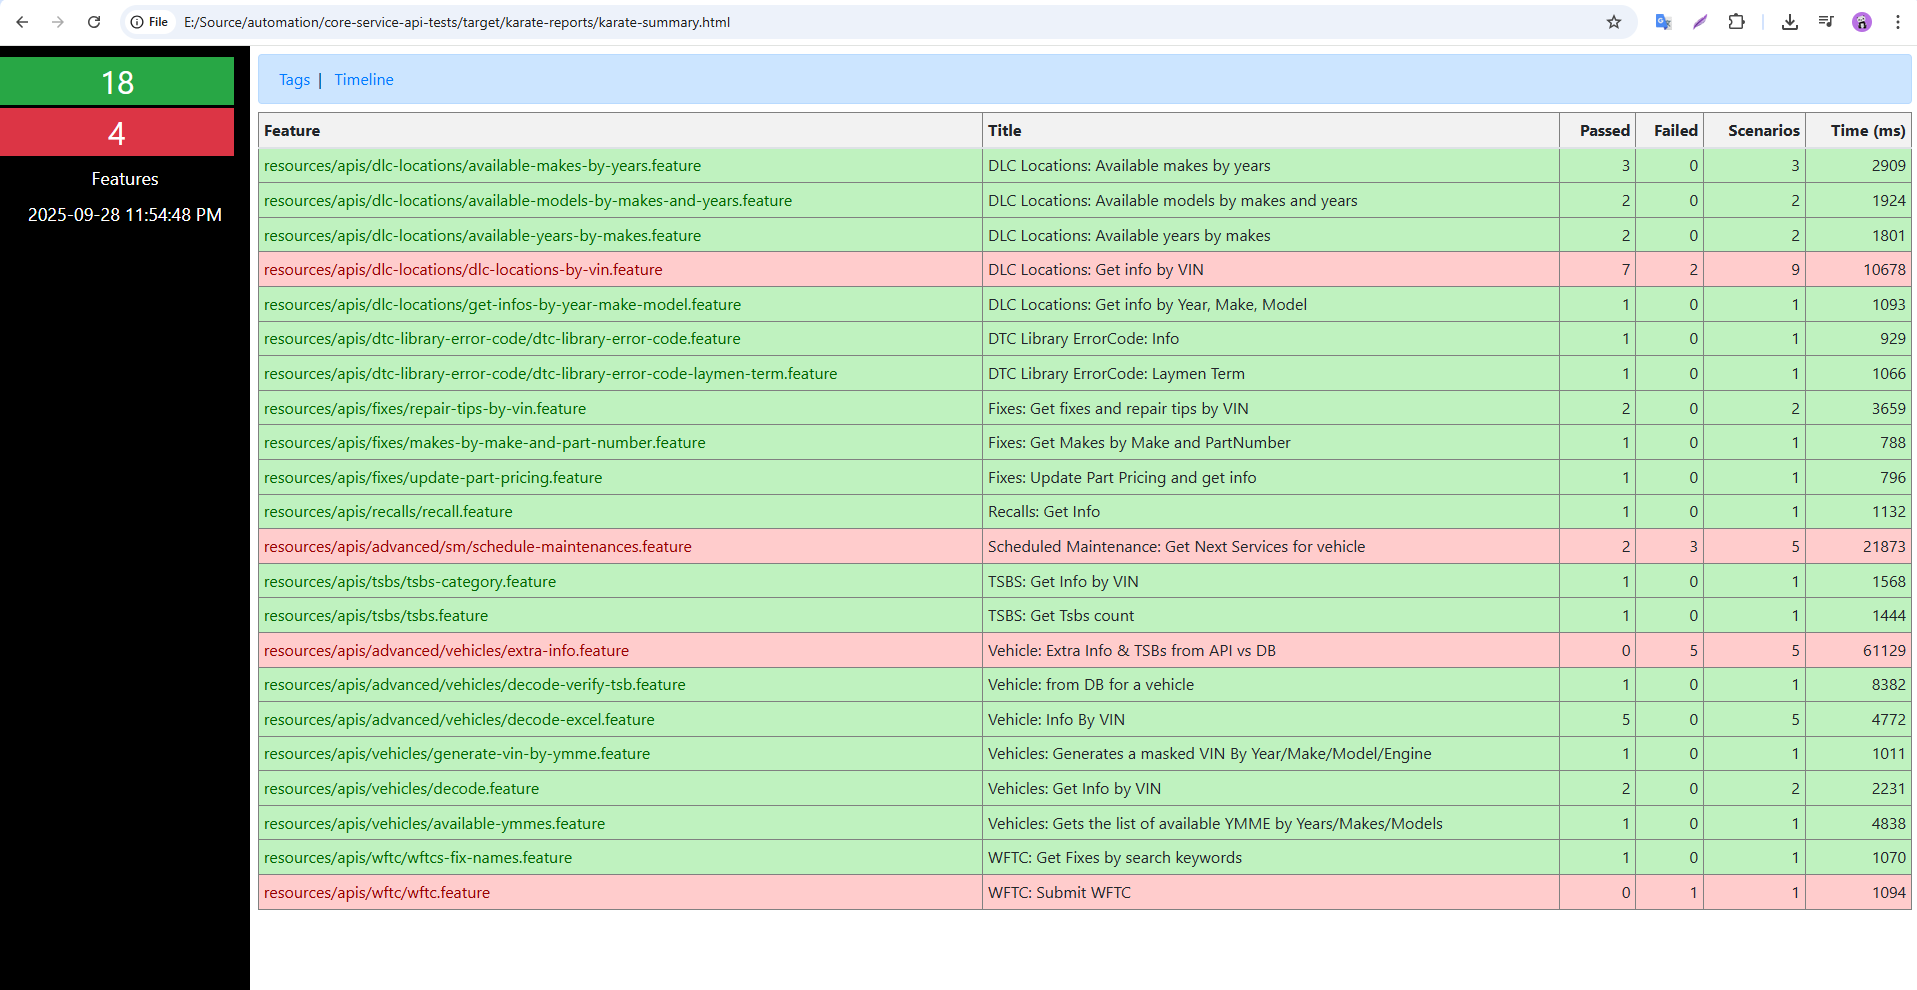 File E:/Source/automation/core-service-api-tests/target/karate-reports/karate-summary.html
18
4
Features
2025-09-28 11:54:48 PM
Tags | Timeline
Feature Title Passed Failed Scenarios Time (ms)
resources/apis/dlc-locations/available-makes-by-years.feature DLC Locations: Available makes by years 3 0 3 2909
resources/apis/dlc-locations/available-models-by-makes-and-years.feature DLC Locations: Available models by makes and years 2 0 2 1924
resources/apis/dlc-locations/available-years-by-makes.feature DLC Locations: Available years by makes 2 0 2 1801
resources/apis/dlc-locations/dlc-locations-by-vin.feature DLC Locations: Get info by VIN 7 2 9 10678
resources/apis/dlc-locations/get-infos-by-year-make-model.feature DLC Locations: Get info by Year, Make, Model 1 0 1 1093
resources/apis/dtc-library-error-code/dtc-library-error-code.feature DTC Library ErrorCode: Info 1 0 1 929
resources/apis/dtc-library-error-code/dtc-library-error-code-laymen-term.feature DTC Library ErrorCode: Laymen Term 1 0 1 1066
resources/apis/fixes/repair-tips-by-vin.feature Fixes: Get fixes and repair tips by VIN 2 0 2 3659
resources/apis/fixes/makes-by-make-and-part-number.feature Fixes: Get Makes by Make and PartNumber 1 0 1 788
resources/apis/fixes/update-part-pricing.feature Fixes: Update Part Pricing and get info 1 0 1 796
resources/apis/recalls/recall.feature Recalls: Get Info 1 0 1 1132
resources/apis/advanced/sm/schedule-maintenances.feature Scheduled Maintenance: Get Next Services for vehicle 2 3 5 21873
resources/apis/tsbs/tsbs-category.feature TSBS: Get Info by VIN 1 0 1 1568
resources/apis/tsbs/tsbs.feature TSBS: Get Tsbs count 1 0 1 1444
resources/apis/advanced/vehicles/extra-info.feature Vehicle: Extra Info & TSBs from API vs DB 0 5 5 61129
resources/apis/advanced/vehicles/decode-verify-tsb.feature Vehicle: from DB for a vehicle 1 0 1 8382
resources/apis/advanced/vehicles/decode-excel.feature Vehicle: Info By VIN 5 0 5 4772
resources/apis/vehicles/generate-vin-by-ymme.feature Vehicles: Generates a masked VIN By Year/Make/Model/Engine 1 0 1 1011
resources/apis/vehicles/decode.feature Vehicles: Get Info by VIN 2 0 2 2231
resources/apis/vehicles/available-ymmes.feature Vehicles: Gets the list of available YMME by Years/Makes/Models 1 0 1 4838
resources/apis/wftc/wftcs-fix-names.feature WFTC: Get Fixes by search keywords 1 0 1 1070
resources/apis/wftc/wftc.feature WFTC: Submit WFTC 0 1 1 1094